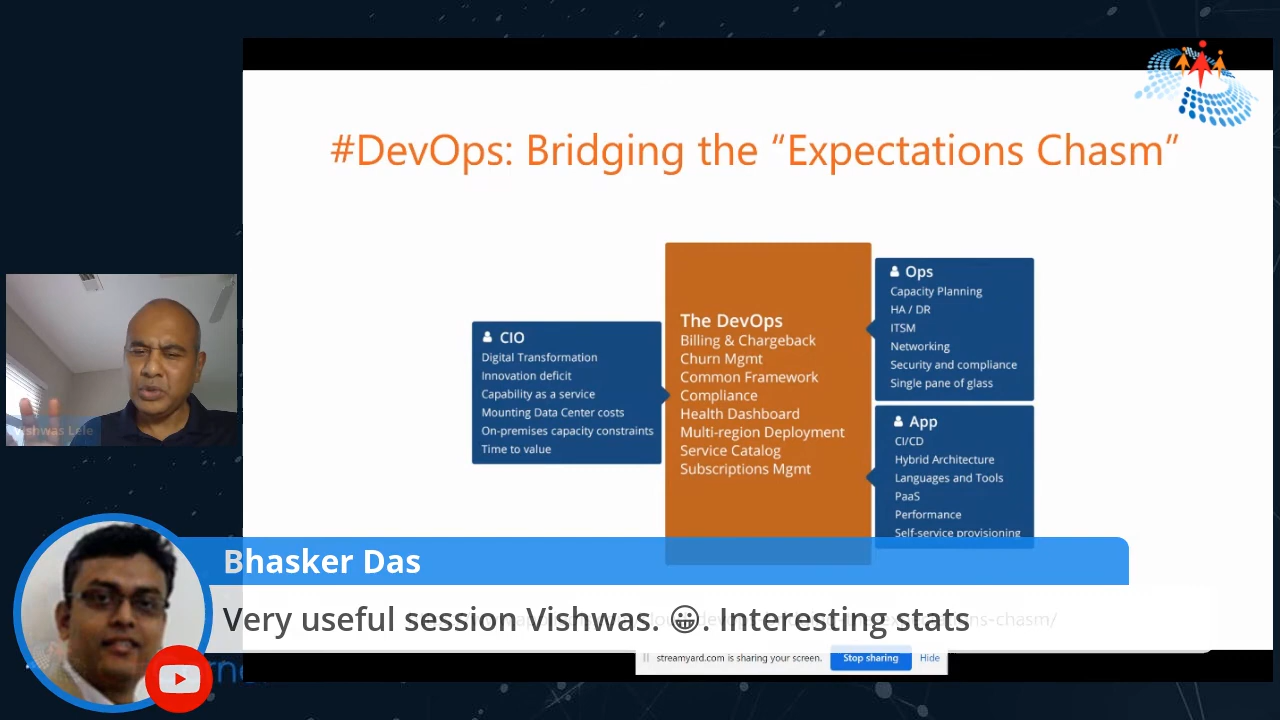 #DevOps: Bridging the “Expectations Chasm”
CIO
Digital Transformation
Innovation deficit
Capability as a service
Mounting Data Center costs
On-premises capacity constraints
Time to value
The DevOps
Billing & Chargeback
Churn Mgmt
Common Framework
Compliance
Health Dashboard
Multi-region Deployment
Service Catalog
Subscriptions Mgmt
Ops
Capacity Planning
HA / DR
ITSM
Networking
Security and compliance
Single pane of glass
App
CI/CD
Hybrid Architecture
Languages and Tools
PaaS
Performance
Self-service provisioning
Vishwas Lele
Bhasker Das
Very useful session Vishwas. 😀. Interesting stats
-chasm/
streamyard.com is sharing your screen. Stop sharing Hide